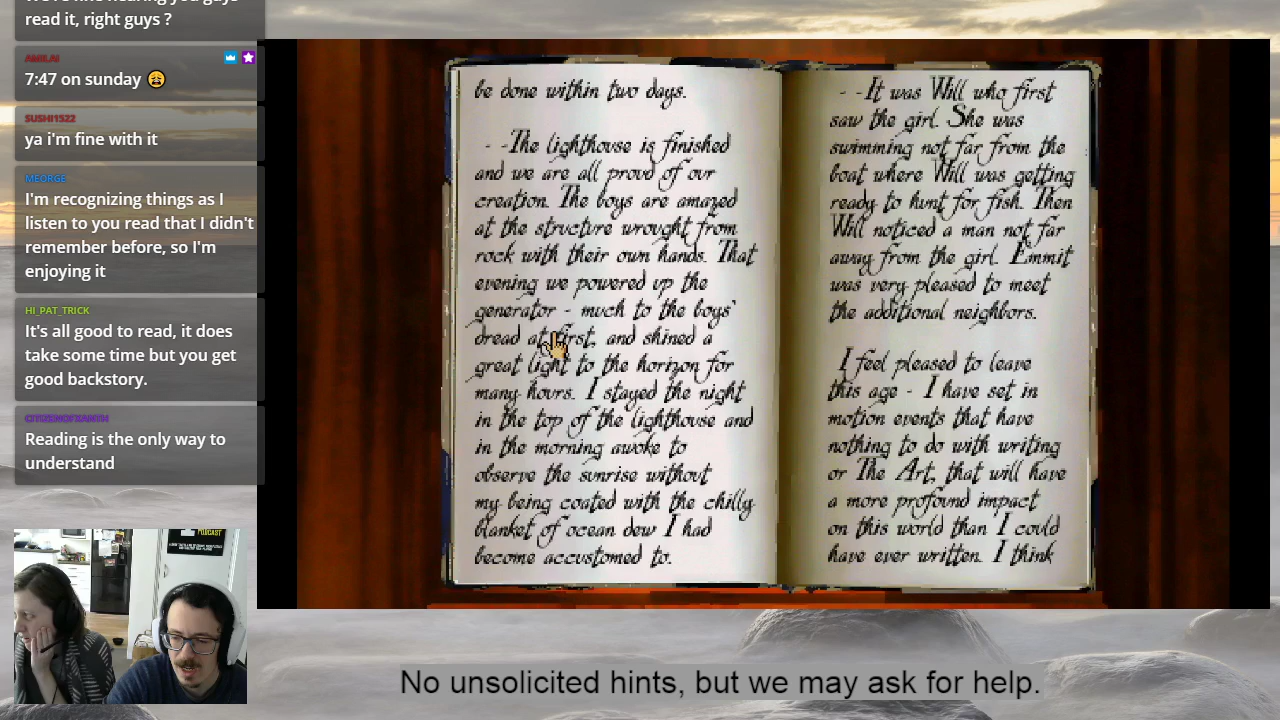 read it, right guys ?
AMILAI
7:47 on sunday 😩
SUSHI1522
ya i'm fine with it
MEORGE
I'm recognizing things as I
listen to you read that I didn't
remember before, so I'm
enjoying it
HI_PAT_TRICK
It's all good to read, it does
take some time but you get
good backstory.
Reading is the only way to
understand
be done within two days.
- -The lighthouse is finished
and we are all proud of our
creation. The boys are amazed
at the structure wrought from
rock with their own hands. That
evening we powered up the
generator - much to the boys'
dread at first, and shined a
great light to the horizon for
many hours. I stayed the night
in the top of the lighthouse and
in the morning awoke to
observe the sunrise without
my being coated with the chilly
blanket of ocean dew I had
become accustomed to.
- -It was Will who first
saw the girl. She was
swimming not far from the
boat where Will was getting
ready to hunt for fish. Then
Will noticed a man not far
away from the girl. Emmit
was very pleased to meet
the additional neighbors.
I feel pleased to leave
this age - I have set in
motion events that have
nothing to do with writing
or The Art, that will have
a more profound impact
on this world than I could
have ever written. I think
PODCAST
No unsolicited hints, but we may ask for help.